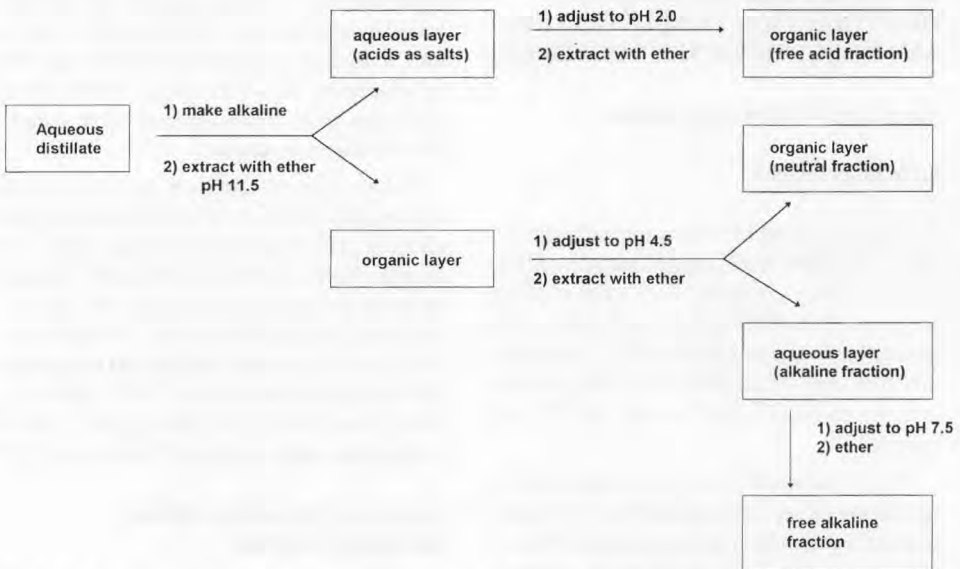 Aqueous
distillate
1) make alkaline
2) extract with ether
pH 11.5
aqueous layer
(acids as salts)
1) adjust to pH 2.0
2) extract with ether
organic layer
(free acid fraction)
organic layer
1) adjust to pH 4.5
2) extract with ether
organic layer
(neutral fraction)
aqueous layer
(alkaline fraction)
1) adjust to pH 7.5
2) ether
free alkaline
fraction